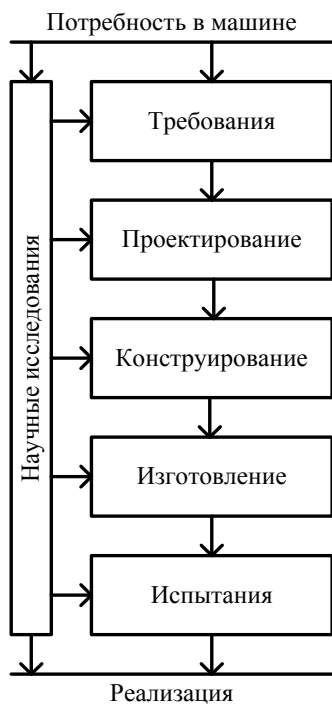 Потребность в машине
Научные исследования
Требования
Проектирование
Конструирование
Изготовление
Испытания
Реализация